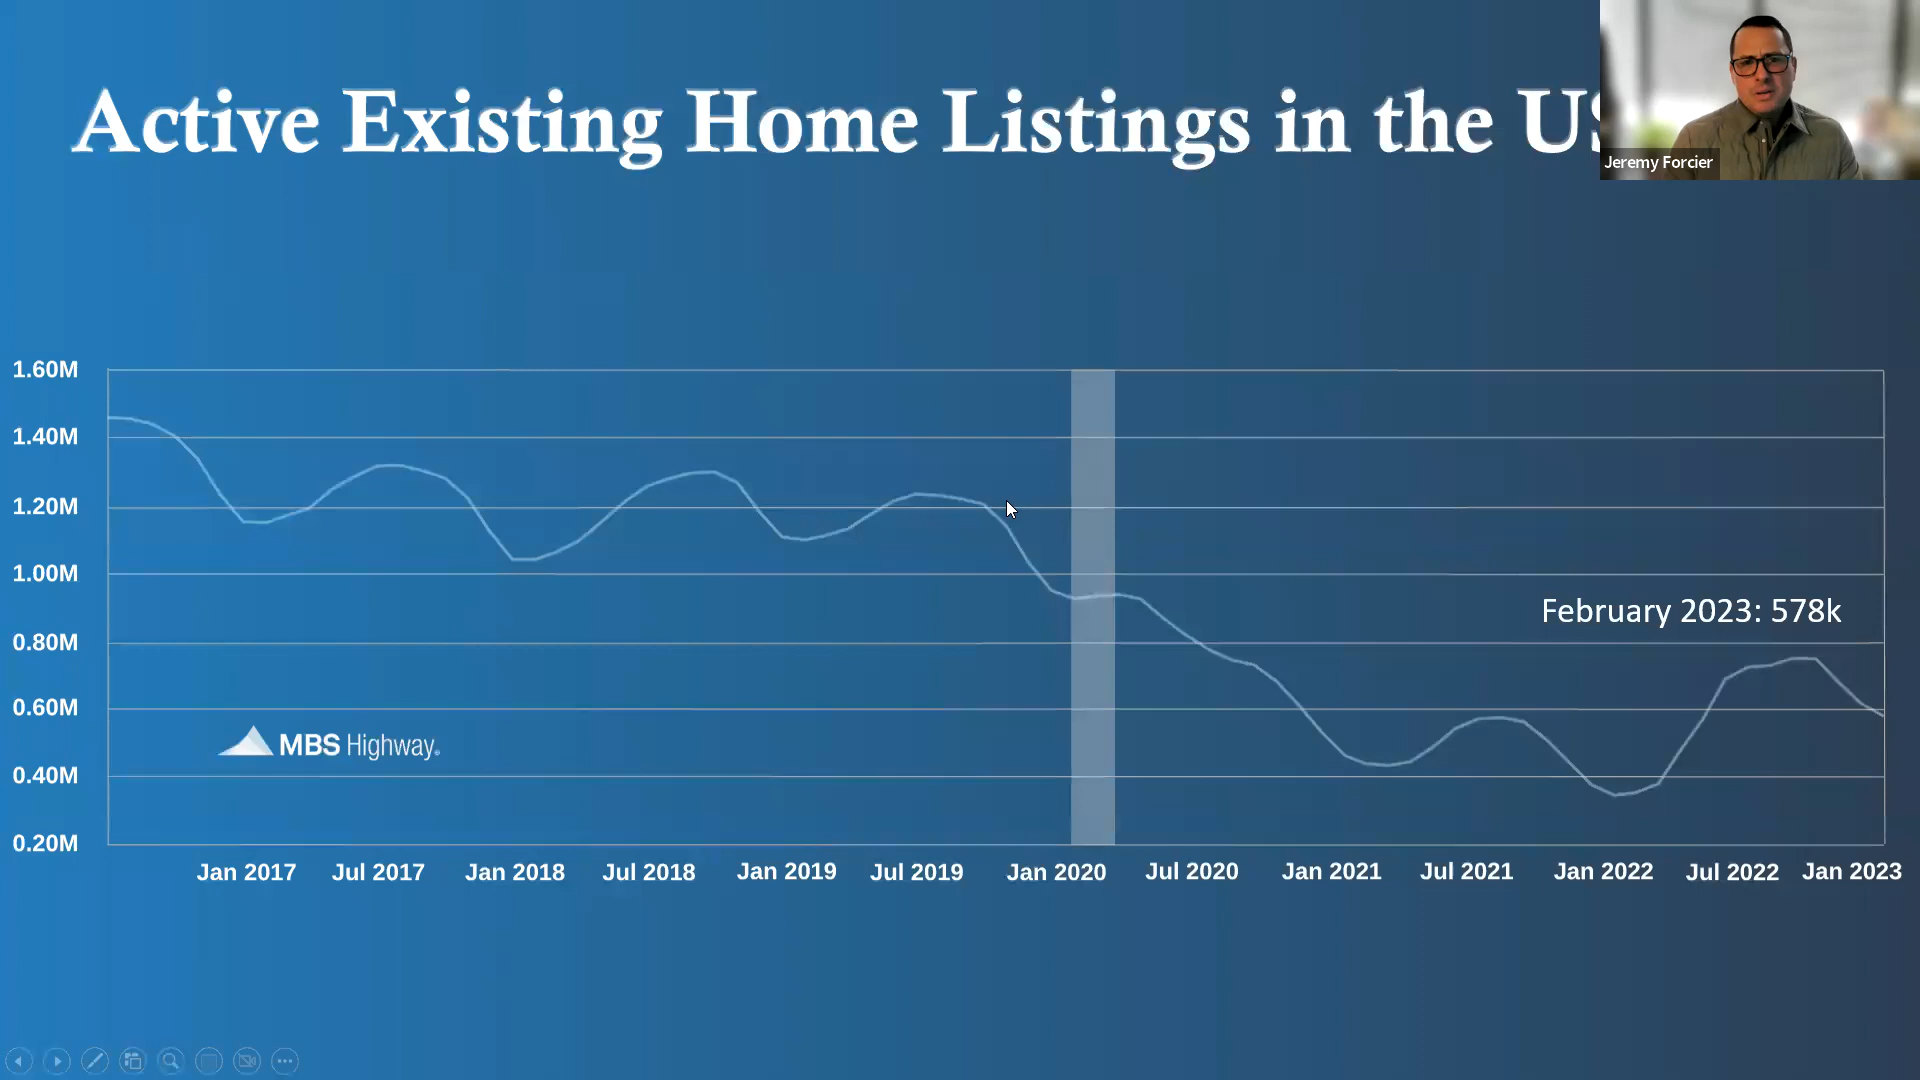 Active Existing Home Listings in the US
Jeremy Forcier
1.60M
1.40M
1.20M
1.00M
February 2023: 578k
0.80M
0.60M
MBS Highway®
0.40M
0.20M
Jan 2017 Jul 2017 Jan 2018 Jul 2018 Jan 2019 Jul 2019 Jan 2020 Jul 2020 Jan 2021 Jul 2021 Jan 2022 Jul 2022 Jan 2023